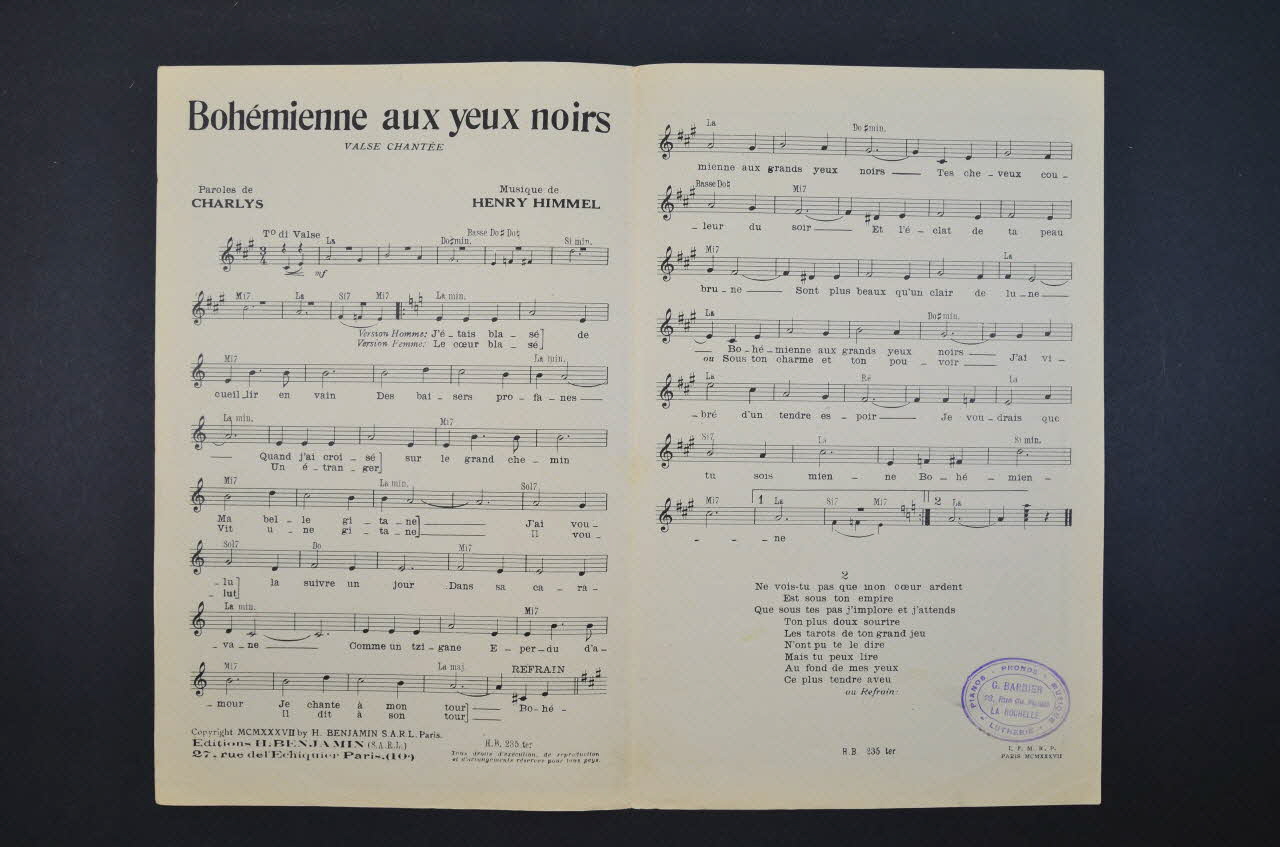 Bohémienne aux yeux noirs
VALSE CHANTÉE
Paroles de
CHARLYS
Musique de
HENRY HIMMEL
Tº di Valse
La Do♯min. Basse Do♯ Do♮ Si min.
mf
Mi7 La Si7 Mi7 La min.
Version Homme: J'é - tais bla - sé] de
Version Femme: Le cœur bla - sé]
Mi7 La min.
cueil_lir en vain Des bai - sers pro - fa - nes
La min. Mi7
Quand j'ai croi - sé] sur le grand che - min
Un é - tran - ger]
Mi7 La min. Sol7
Ma bel - le gi - ta - ne] J'ai vou -
Vit u - ne gi - ta - ne] Il vou -
Sol7 Do Mi7
- lu] la suivre un jour Dans sa ca - ra -
- lut]
La min. Mi7
- va - ne Comme un tzi - gane E - per - du d'a -
Mi7 La maj. REFRAIN
- mour Je chante à mon tour] Bo - hé -
Il dit à son tour]
Copyright MCMXXXVII by H. BENJAMIN S.A.R.L. Paris.
Editions H. BENJAMIN (S.A.R.L.)
27, rue de l'Echiquier Paris. (10e)
H.B. 235 ter
Tous droits d'exécution, de reproduction
et d'arrangements réservés pour tous pays.
La Do♯min.
mienne aux grands yeux noirs Tes che - veux cou -
Basse Do♮ Mi7
- leur du soir Et l'é - clat de ta peau
Mi7 La
bru - ne Sont plus beaux qu'un clair de lu - ne
La Do♯min.
Bo - hé - mienne aux grands yeux noirs J'ai vi -
ou Sous ton charme et ton pou - voir
La Ré La
- bré d'un tendre es - poir Je vou - drais que
Si7 La Si min.
tu sois mien - ne Bo - hé - mien -
Mi7 1 La Si7 Mi7 2 La
- - - ne
2
Ne vois-tu pas que mon cœur ardent
Est sous ton empire
Que sous tes pas j'implore et j'attends
Ton plus doux sourire
Les tarots de ton grand jeu
N'ont pu te le dire
Mais tu peux lire
Au fond de mes yeux
Ce plus tendre aveu
au Refrain:
PIANOS - PHONOS - MUSIQUE
G. BARBIER
Rue du
LA ROCHELLE
LUTHERIE
H.B. 235 ter
I. P. M. R. P.
PARIS MCMXXXVII